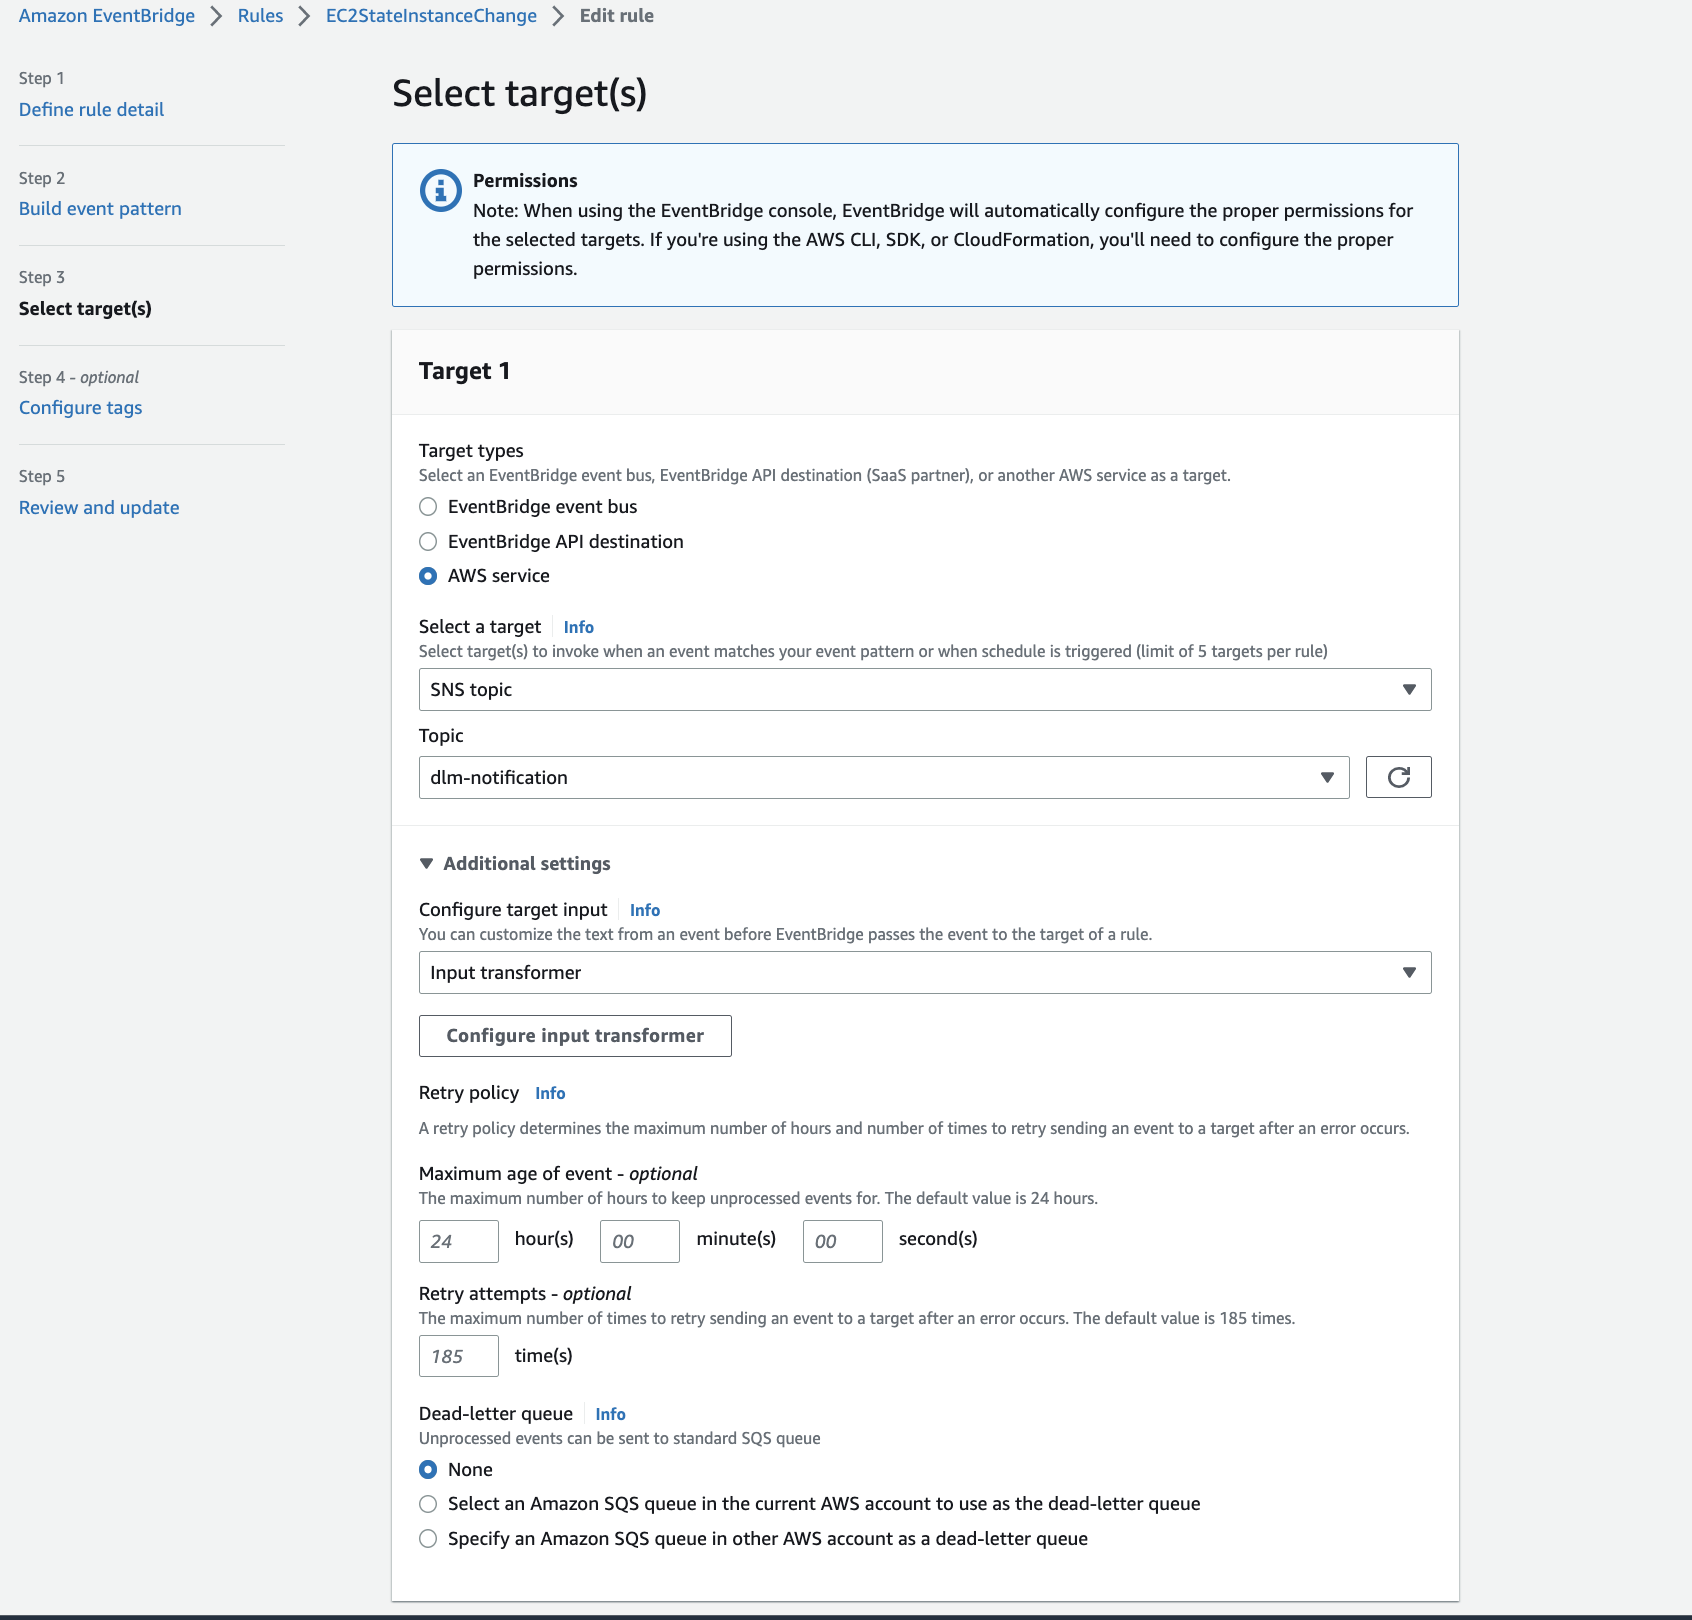 Amazon EventBridge > Rules > EC2StateInstanceChange > Edit rule
Step 1
Define rule detail
Step 2
Build event pattern
Step 3
Select target(s)
Step 4 - optional
Configure tags
Step 5
Review and update
Select target(s)
Permissions
Note: When using the EventBridge console, EventBridge will automatically configure the proper permissions for
the selected targets. If you're using the AWS CLI, SDK, or CloudFormation, you'll need to configure the proper
permissions.
Target 1
Target types
Select an EventBridge event bus, EventBridge API destination (SaaS partner), or another AWS service as a target.
EventBridge event bus
EventBridge API destination
AWS service
Select a target Info
Select target(s) to invoke when an event matches your event pattern or when schedule is triggered (limit of 5 targets per rule)
SNS topic
Topic
dlm-notification
Additional settings
Configure target input Info
You can customize the text from an event before EventBridge passes the event to the target of a rule.
Input transformer
Configure input transformer
Retry policy Info
A retry policy determines the maximum number of hours and number of times to retry sending an event to a target after an error occurs.
Maximum age of event - optional
The maximum number of hours to keep unprocessed events for. The default value is 24 hours.
24 hour(s) 00 minute(s) 00 second(s)
Retry attempts - optional
The maximum number of times to retry sending an event to a target after an error occurs. The default value is 185 times.
185 time(s)
Dead-letter queue Info
Unprocessed events can be sent to standard SQS queue
None
Select an Amazon SQS queue in the current AWS account to use as the dead-letter queue
Specify an Amazon SQS queue in other AWS account as a dead-letter queue